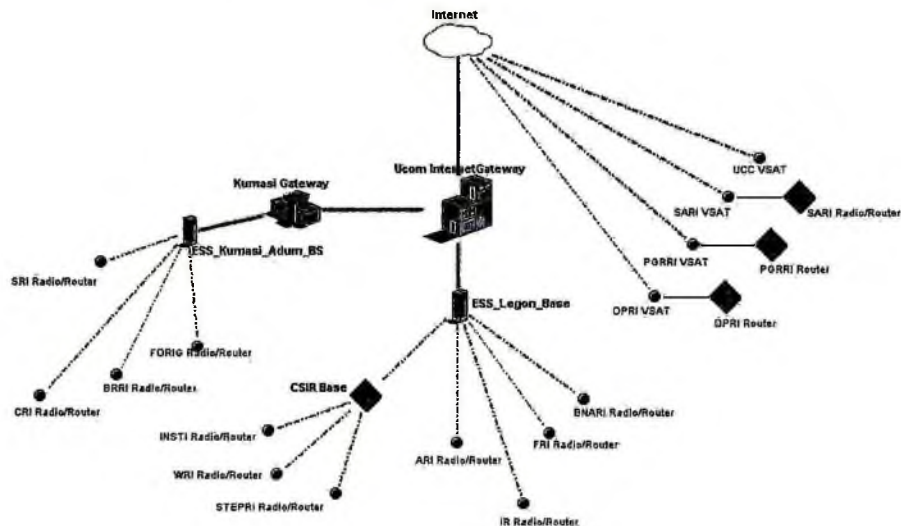 Internet
UCC VSAT
Ucom InternetGateway
Kumasi Gateway
SARI VSAT
SARI Radio/Router
ESS_Kumasi_Adum_BS
PGRRI VSAT
PGRRI Router
SRI Radio/Router
ESS_Legon_Base
OPRI VSAT
OPRI Router
FORIG Radio/Router
BRRI Radio/Router
CSIR Base
CRI Radio/Router
BNARI Radio/Router
INSTI Radio/Router
FRI Radio/Router
ARI Radio/Router
WRI Radio/Router
STEPRI Radio/Router
IR Radio/Router